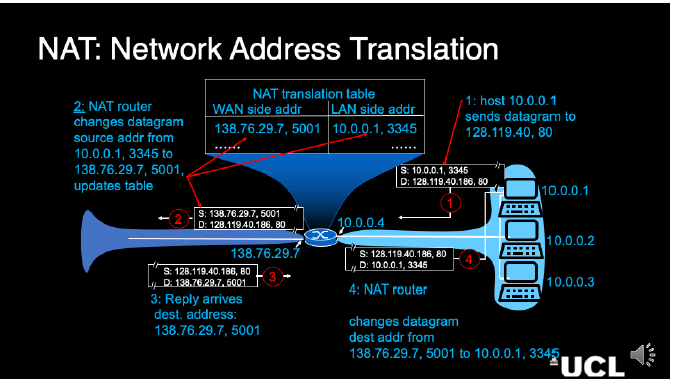 NAT: Network Address Translation
NAT translation table
WAN side addr LAN side addr
138.76.29.7, 5001 10.0.0.1, 3345
...... ......
2: NAT router
changes datagram
source addr from
10.0.0.1, 3345 to
138.76.29.7, 5001,
updates table
1: host 10.0.0.1
sends datagram to
128.119.40, 80
S: 10.0.0.1, 3345
D: 128.119.40.186, 80
1
10.0.0.1
S: 138.76.29.7, 5001
D: 128.119.40.186, 80
2
10.0.0.4
10.0.0.2
138.76.29.7
S: 128.119.40.186, 80
D: 10.0.0.1, 3345
4
S: 128.119.40.186, 80
D: 138.76.29.7, 5001
3
10.0.0.3
3: Reply arrives
dest. address:
138.76.29.7, 5001
4: NAT router
changes datagram
dest addr from
138.76.29.7, 5001 to 10.0.0.1, 3345
UCL